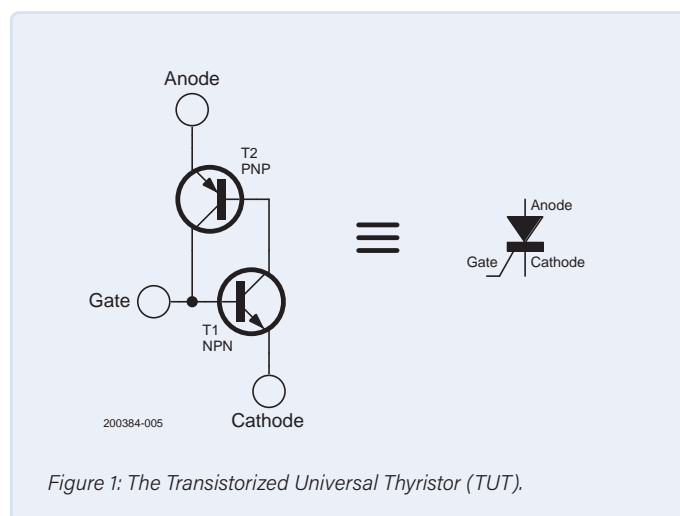 Anode
T2
PNP
Anode
Gate
Cathode
Gate
T1
NPN
200384-005
Cathode
Figure 1: The Transistorized Universal Thyristor (TUT).